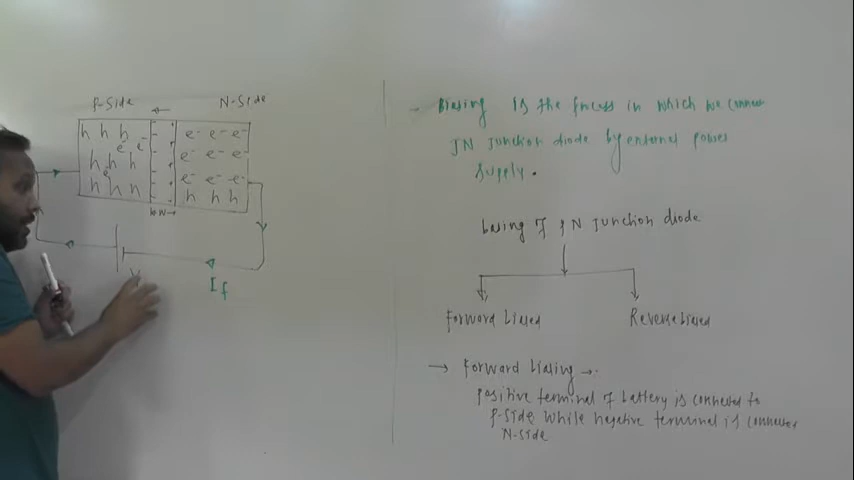 P-Side N-Side
h h h e- e- e-
e- e-
h h h e- e- e-
e-
h h h e- e- e-
h h h
V
If
Biasing is the process in which we connect
PN Junction diode by external power
supply.
biasing of PN Junction diode
Forward biased Reverse biased
→ Forward biasing →
positive terminal of battery is connected to
P-side while negative terminal is connected
N-side